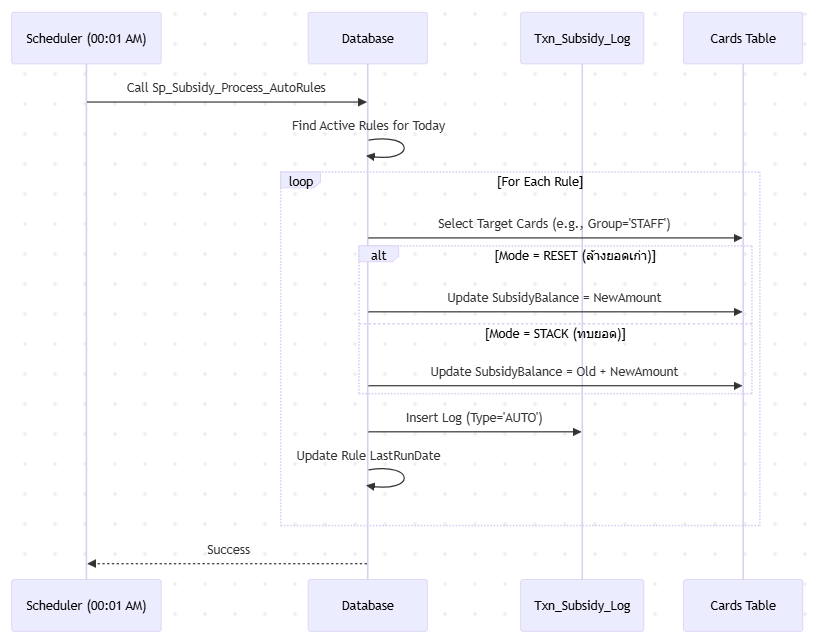 Scheduler (00:01 AM)
Database
Txn_Subsidy_Log
Cards Table
Call Sp_Subsidy_Process_AutoRules
Find Active Rules for Today
loop
[For Each Rule]
Select Target Cards (e.g., Group='STAFF')
alt
[Mode = RESET (ล้างยอดเก่า)]
Update SubsidyBalance = NewAmount
[Mode = STACK (ทบยอด)]
Update SubsidyBalance = Old + NewAmount
Insert Log (Type='AUTO')
Update Rule LastRunDate
Success
Scheduler (00:01 AM)
Database
Txn_Subsidy_Log
Cards Table